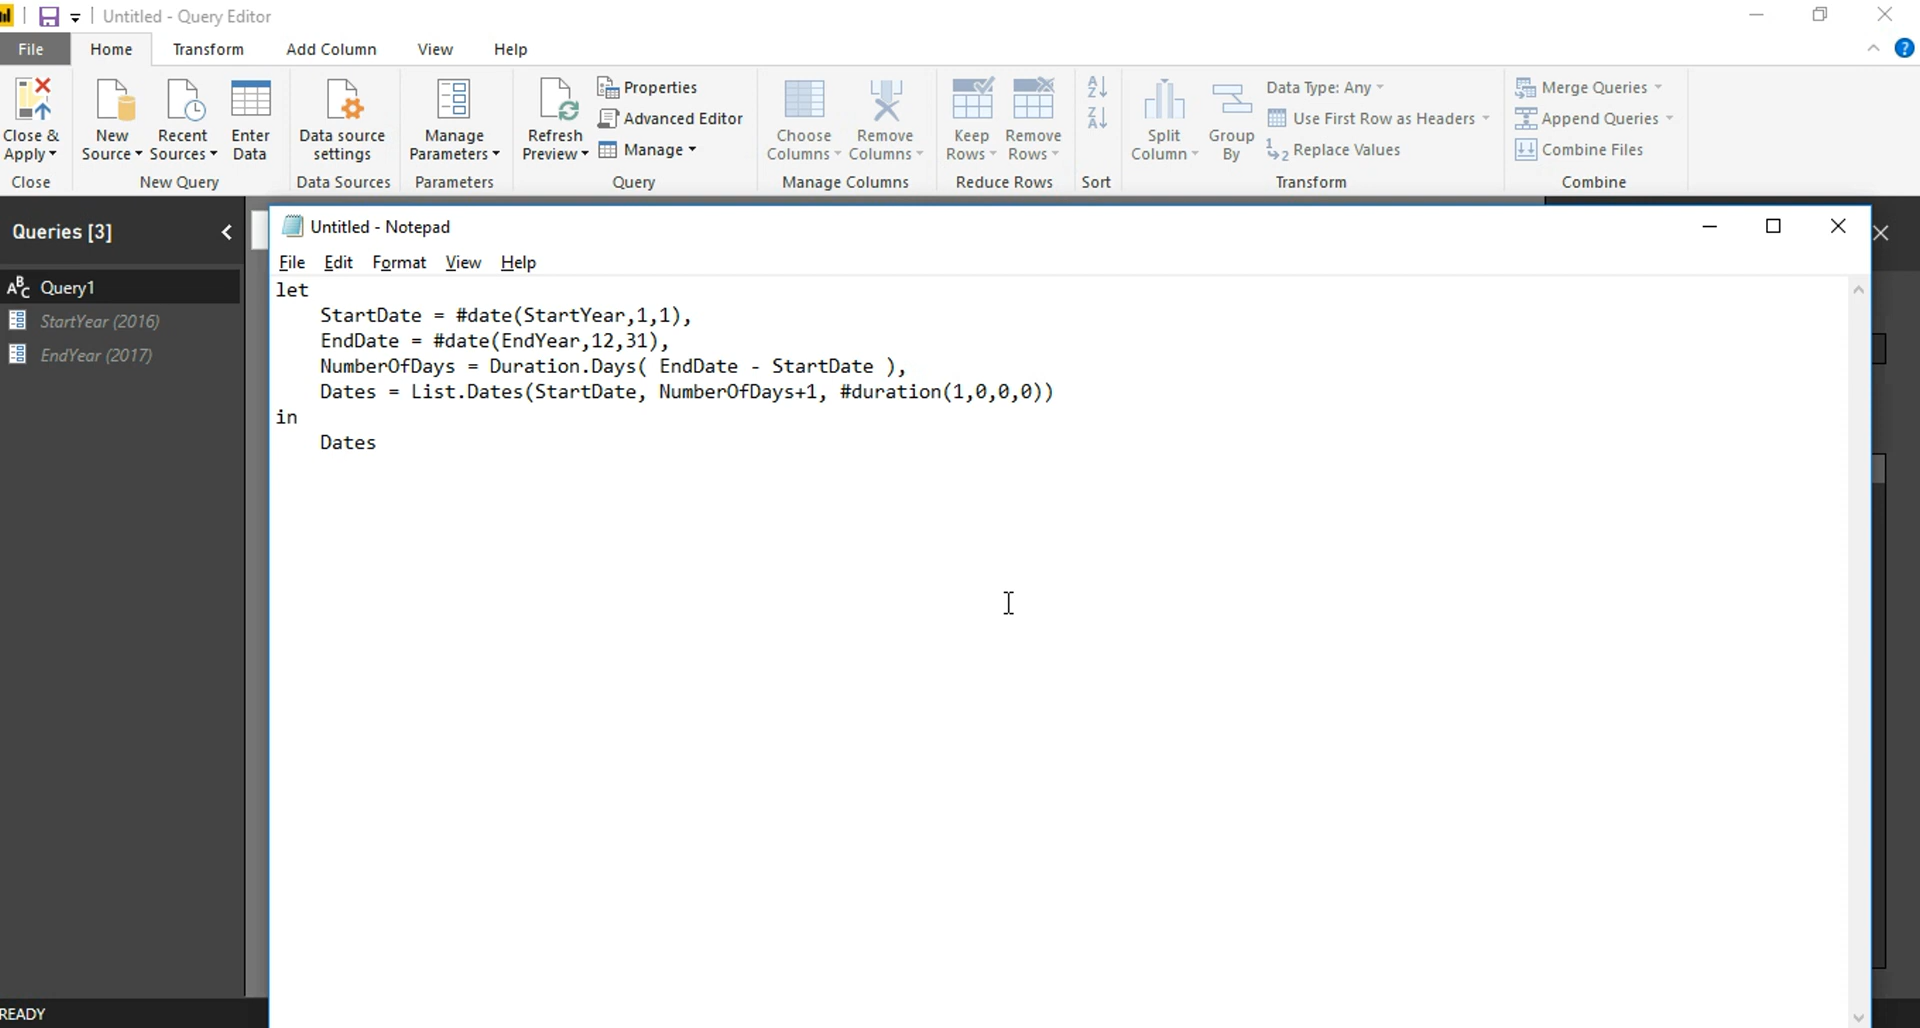 Untitled - Query Editor
File Home Transform Add Column View Help
Close & Apply
New Source
Recent Sources
Enter Data
Data source settings
Manage Parameters
Refresh Preview
Properties
Advanced Editor
Manage
Choose Columns
Remove Columns
Keep Rows
Remove Rows
Split Column
Group By
Data Type: Any
Use First Row as Headers
Replace Values
Merge Queries
Append Queries
Combine Files
Close New Query Data Sources Parameters Query Manage Columns Reduce Rows Sort Transform Combine
Queries [3]
Query1
StartYear (2016)
EndYear (2017)
Untitled - Notepad
File Edit Format View Help
let
StartDate = #date(StartYear,1,1),
EndDate = #date(EndYear,12,31),
NumberOfDays = Duration.Days( EndDate - StartDate ),
Dates = List.Dates(StartDate, NumberOfDays+1, #duration(1,0,0,0))
in
Dates
READY